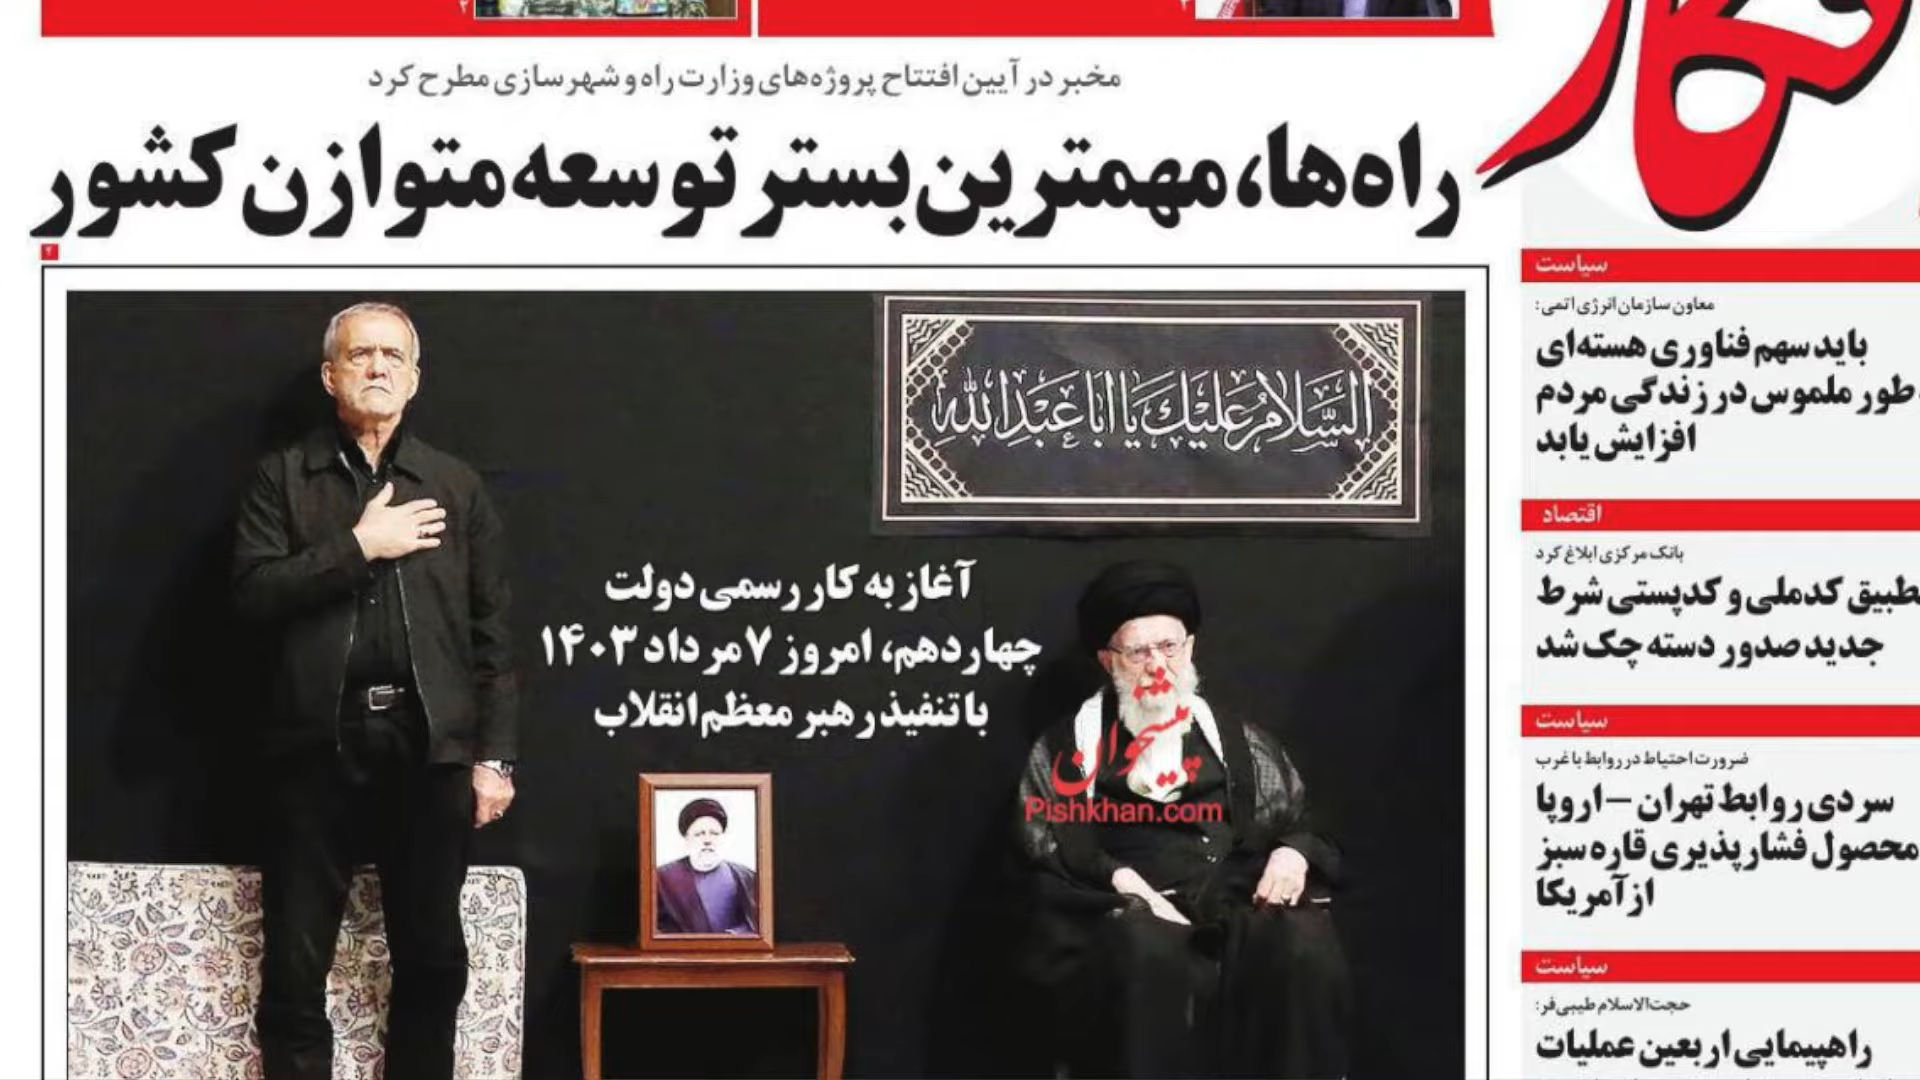 مخبر در آیین افتتاح پروژه‌های وزارت راه و شهرسازی مطرح کرد
راه‌ها، مهمترین بستر توسعه متوازن کشور
السلام علیک یا ابا عبدالله
آغاز به کار رسمی دولت
چهاردهم، امروز ۷ مرداد ۱۴۰۳
با تنفیذ رهبر معظم انقلاب
پیشخوان
Pishkhan.com
سیاست
معاون سازمان انرژی اتمی:
باید سهم فناوری هسته‌ای
طور ملموس در زندگی مردم
افزایش یابد
اقتصاد
بانک مرکزی ابلاغ کرد
طبیق کدملی و کدپستی شرط
جدید صدور دسته چک شد
سیاست
ضرورت احتیاط در روابط با غرب
سردی روابط تهران – اروپا
محصول فشارپذیری قاره سبز
از آمریکا
سیاست
حجت‌الاسلام طیبی‌فر:
راهپیمایی اربعین عملیات